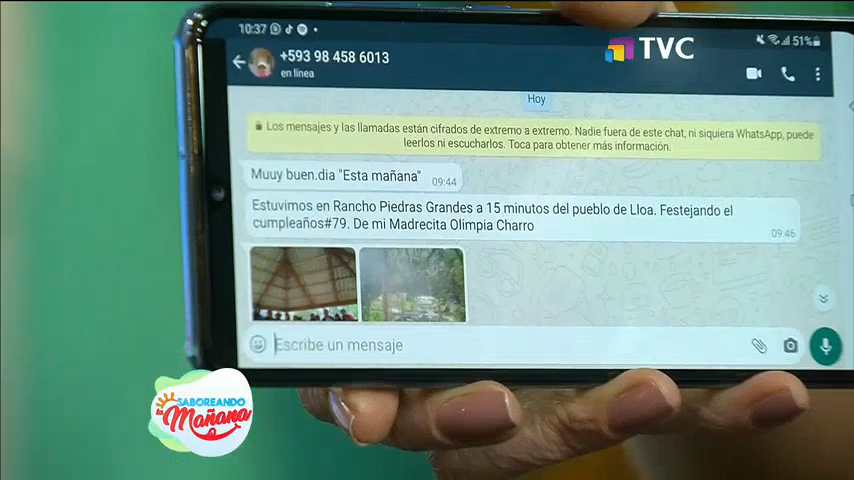 10:37
51%
TVC
+593 98 458 6013
en línea
Hoy
Los mensajes y las llamadas están cifrados de extremo a extremo. Nadie fuera de este chat, ni siquiera WhatsApp, puede
leerlos ni escucharlos. Toca para obtener más información.
Muuy buen.dia "Esta mañana"
09:44
Estuvimos en Rancho Piedras Grandes a 15 minutos del pueblo de Lloa. Festejando el
cumpleaños#79. De mi Madrecita Olimpia Charro
09:46
Escribe un mensaje
SABOREANDO
Mañana